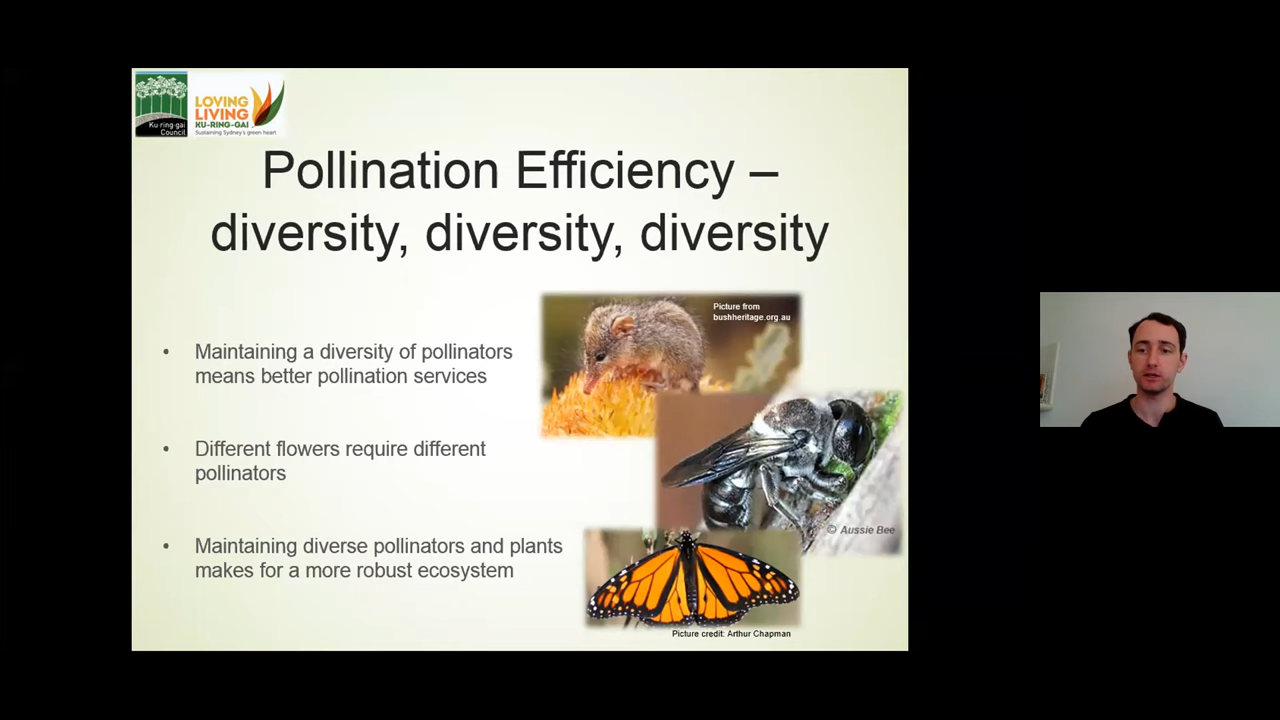 Ku·ring·gai
Council
LOVING
LIVING
KU-RING-GAI
Sustaining Sydney's green heart
Pollination Efficiency –
diversity, diversity, diversity
• Maintaining a diversity of pollinators
means better pollination services
• Different flowers require different
pollinators
• Maintaining diverse pollinators and plants
makes for a more robust ecosystem
Picture from
bushheritage.org.au
© Aussie Bee
Picture credit: Arthur Chapman